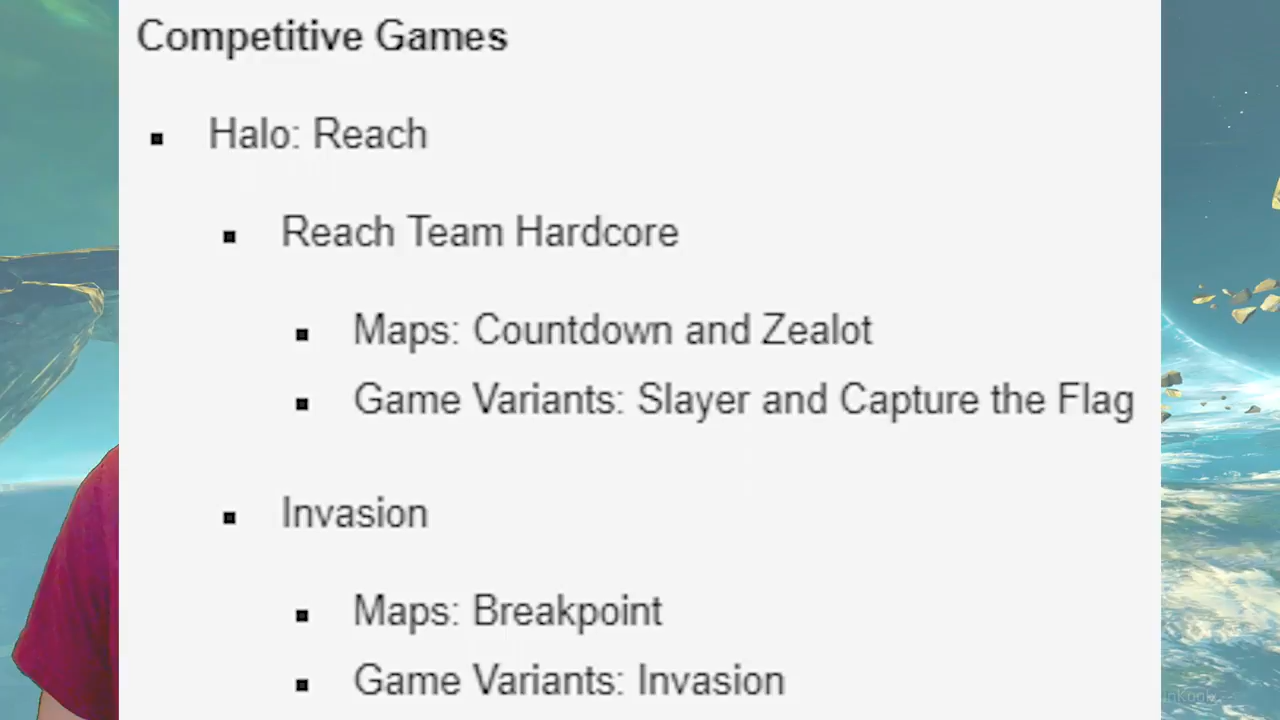 Competitive Games
Halo: Reach
Reach Team Hardcore
Maps: Countdown and Zealot
Game Variants: Slayer and Capture the Flag
Invasion
Maps: Breakpoint
Game Variants: Invasion